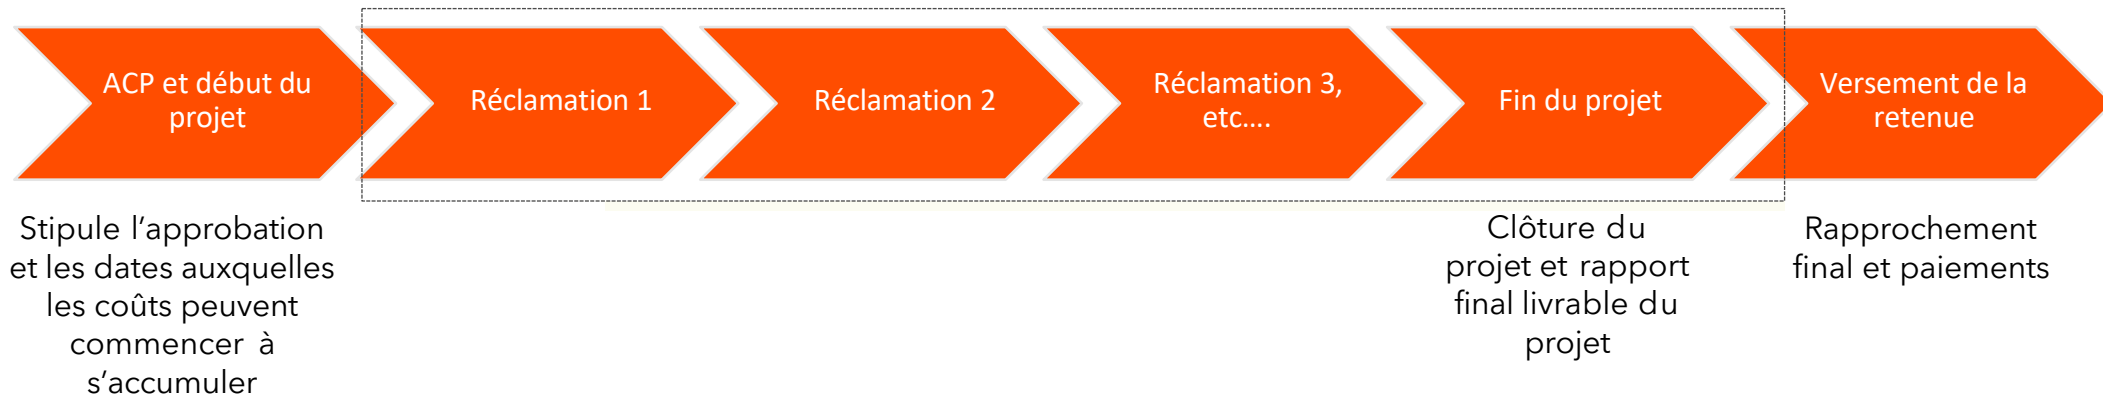 ACP et début du
projet
Réclamation 1
Réclamation 2
Réclamation 3,
etc....
Fin du projet
Versement de la
retenue
Stipule l’approbation
et les dates auxquelles
les coûts peuvent
commencer à
s’accumuler
Clôture du
projet et rapport
final livrable du
projet
Rapprochement
final et paiements